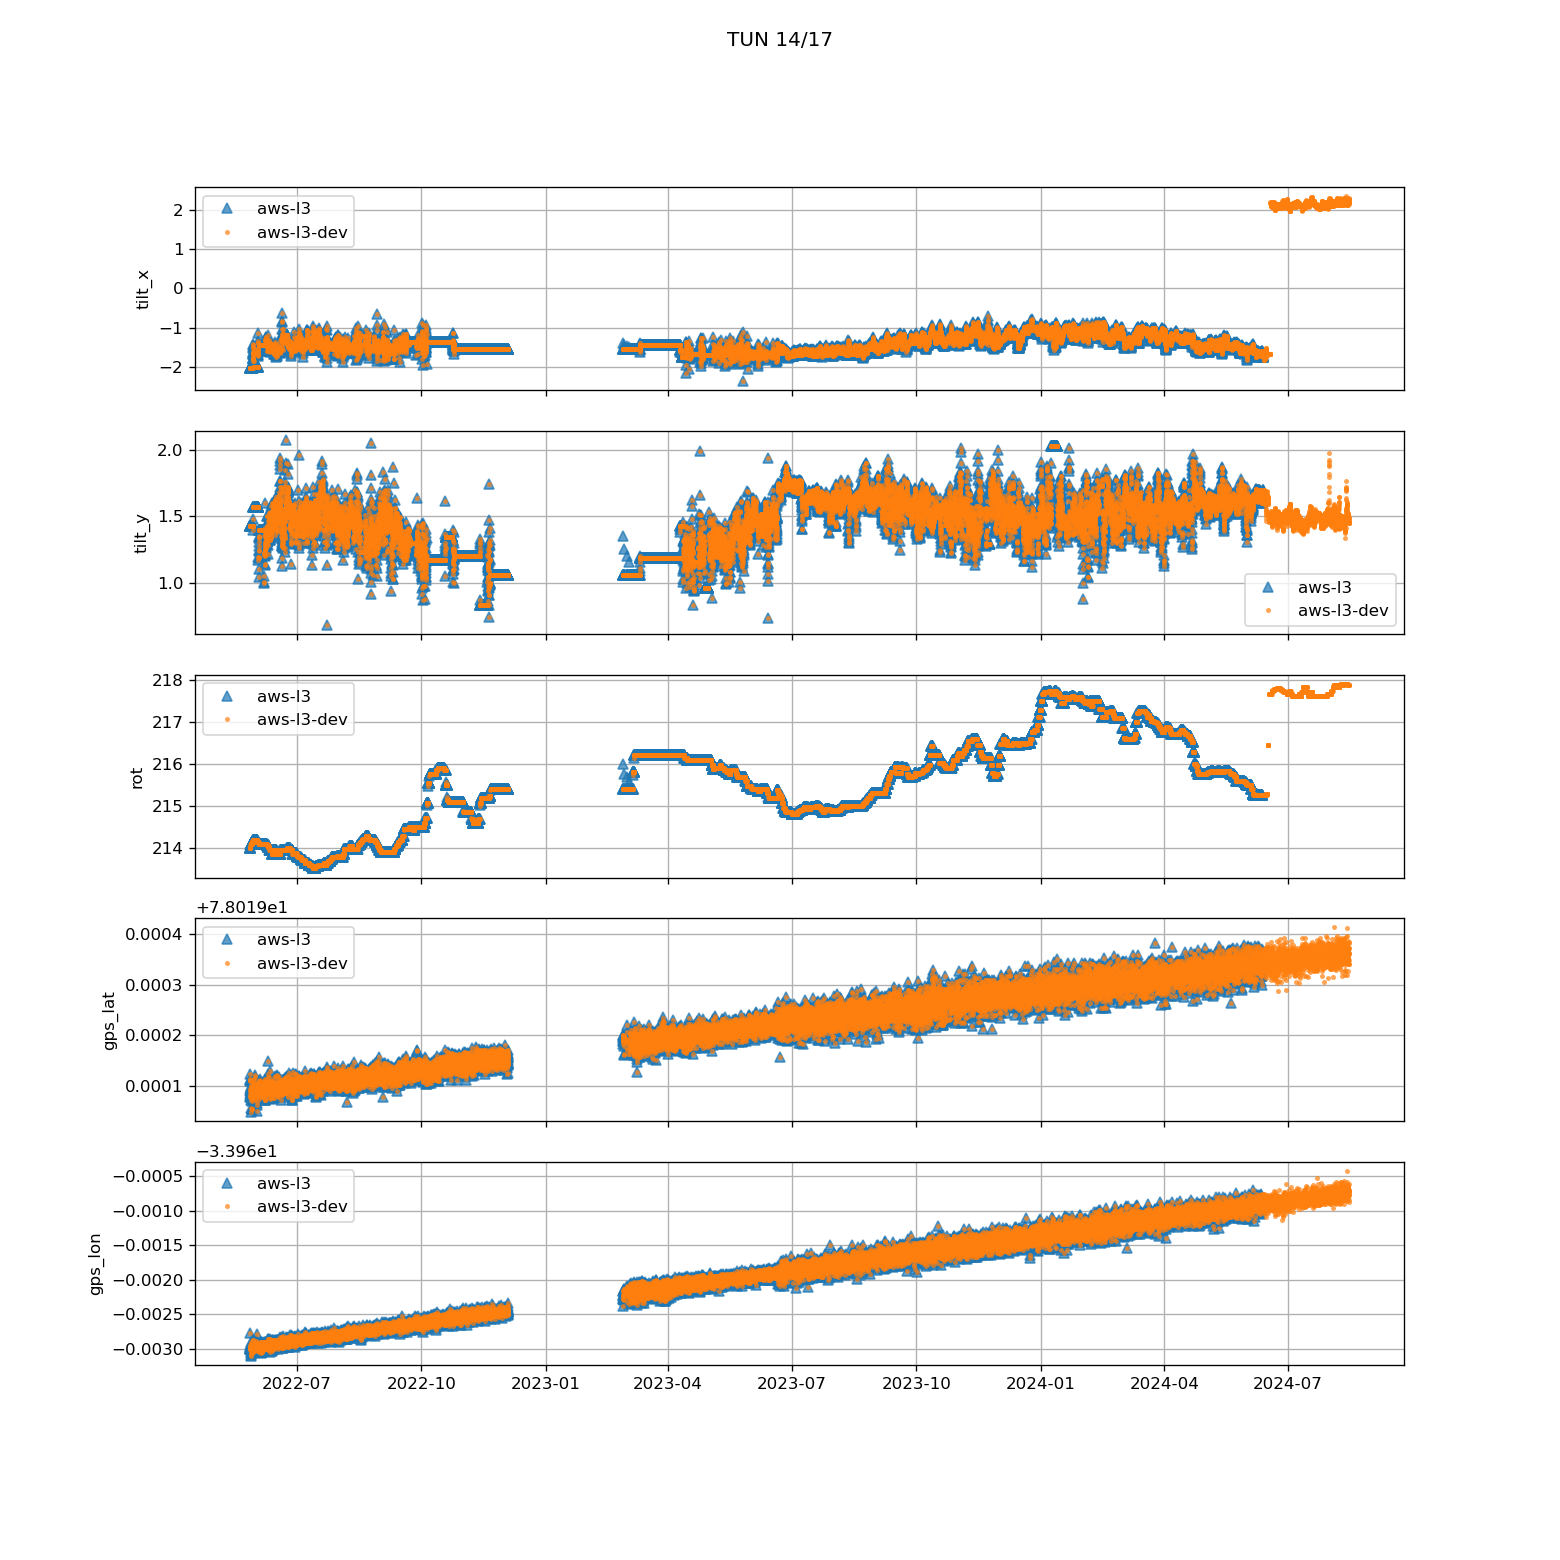 TUN 14/17
aws-l3
aws-l3-dev
2
1
0
−1
−2
tilt_x
2.0
1.5
1.0
tilt_y
aws-l3
aws-l3-dev
218
217
216
215
214
rot
aws-l3
aws-l3-dev
+7.8019e1
0.0004
0.0003
0.0002
0.0001
gps_lat
aws-l3
aws-l3-dev
−3.396e1
−0.0005
−0.0010
−0.0015
−0.0020
−0.0025
−0.0030
gps_lon
aws-l3
aws-l3-dev
2022-07 2022-10 2023-01 2023-04 2023-07 2023-10 2024-01 2024-04 2024-07